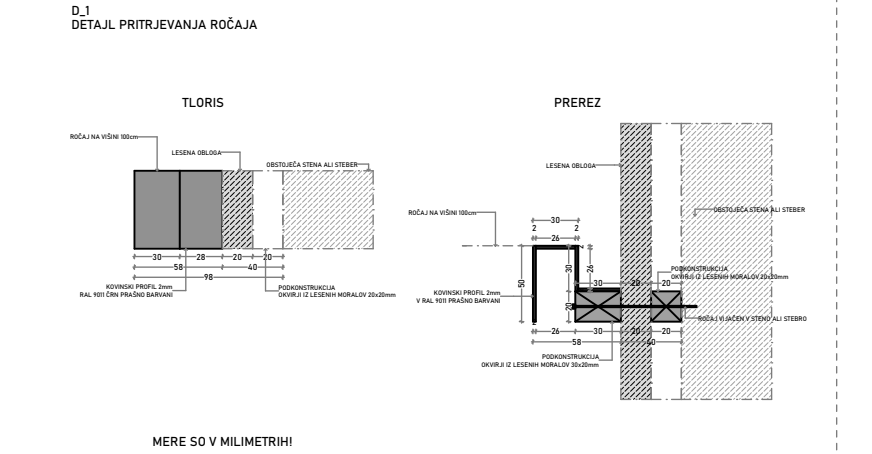 D_1
DETAJL PRITRJEVANJA ROČAJA
TLORIS
ROČAJ NA VIŠINI 100cm
LESENA OBLOGA
OBSTOJEČA STENA ALI STEBER
30
28
20
20
58
40
98
KOVINSKI PROFIL 2mm
RAL 9011 ČRN PRAŠNO BARVANI
PODKONSTRUKCIJA
OKVIRJI IZ LESENIH MORALOV 20x20mm
PREREZ
LESENA OBLOGA
ROČAJ NA VIŠINI 100cm
OBSTOJEČA STENA ALI STEBER
30
2
2
26
2
50
30
26
20
30
20
20
PODKONSTRUKCIJA
OKVIRJI IZ LESENIH MORALOV 20x20mm
KOVINSKI PROFIL 2mm
V RAL 9011 PRAŠNO BARVANI
ROČAJ VIJAČEN V STENO ALI STEBRO
26
30
20
20
58
40
PODKONSTRUKCIJA
OKVIRJI IZ LESENIH MORALOV 30x20mm
MERE SO V MILIMETRIH!